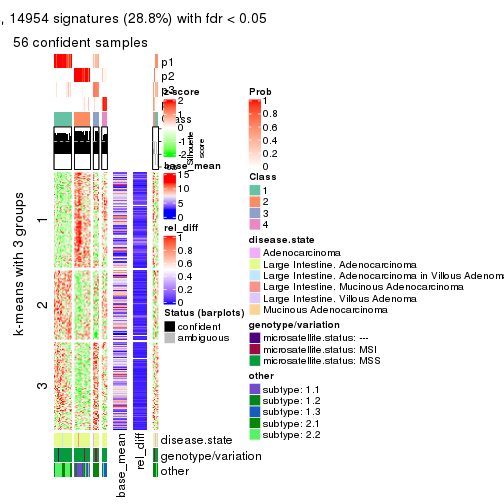 , 14954 signatures (28.8%) with fdr < 0.05
56 confident samples
p1
p2
p3
Class
k-means with 3 groups
1
2
3
z-score
2
1
0
-1
-2
Silhouette
score
base_mean
15
10
5
0
rel_diff
1
0.8
0.6
0.4
0.2
0
Status (barplots)
confident
ambiguous
disease.state
genotype/variation
other
base_mean
rel_diff
Prob
1
0.8
0.6
0.4
0.2
0
Class
1
2
3
4
disease.state
Adenocarcinoma
Large Intestine. Adenocarcinoma
Large Intestine. Adenocarcinoma in Villous Adenom
Large Intestine. Mucinous Adenocarcinoma
Large Intestine. Villous Adenoma
Mucinous Adenocarcinoma
genotype/variation
microsatellite.status: ---
microsatellite.status: MSI
microsatellite.status: MSS
other
subtype: 1.1
subtype: 1.2
subtype: 1.3
subtype: 2.1
subtype: 2.2